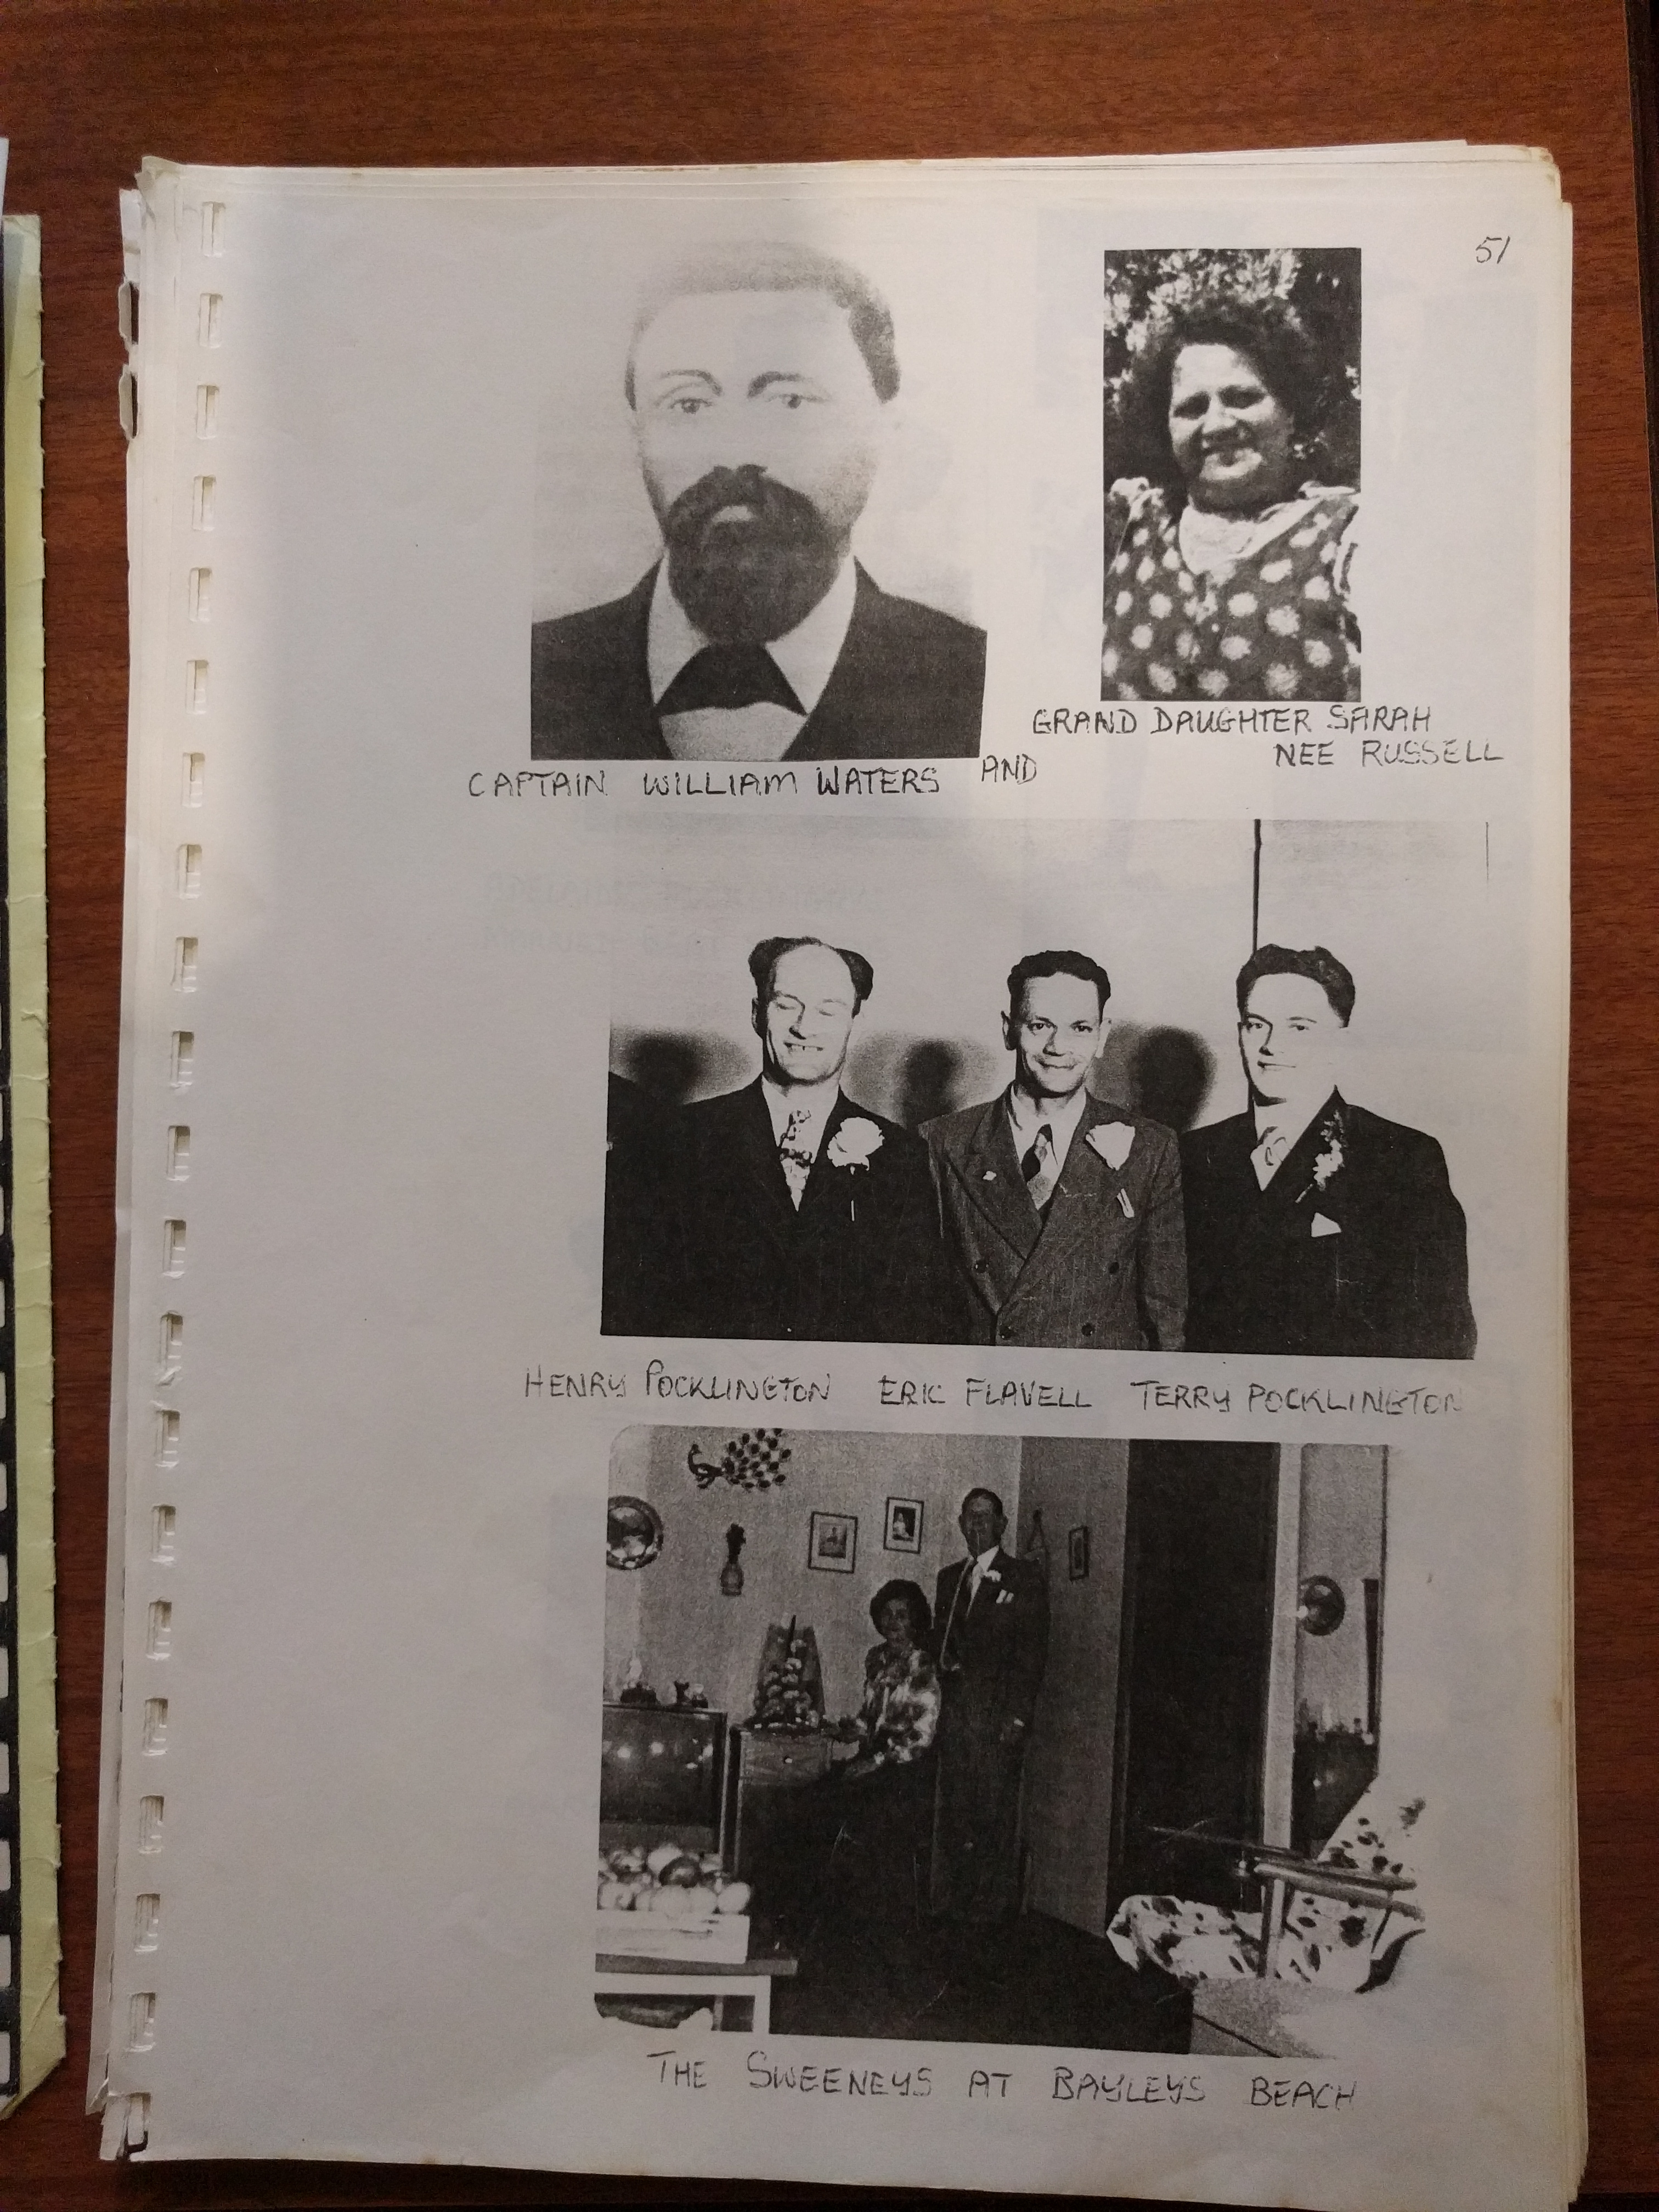 51
GRAND DAUGHTER SARAH
NEE RUSSELL
CAPTAIN WILLIAM WATERS AND
HENRY POCKLINGTON ERIC FLAVELL TERRY POCKLINGTON
THE SWEENEYS AT BAYLEYS BEACH